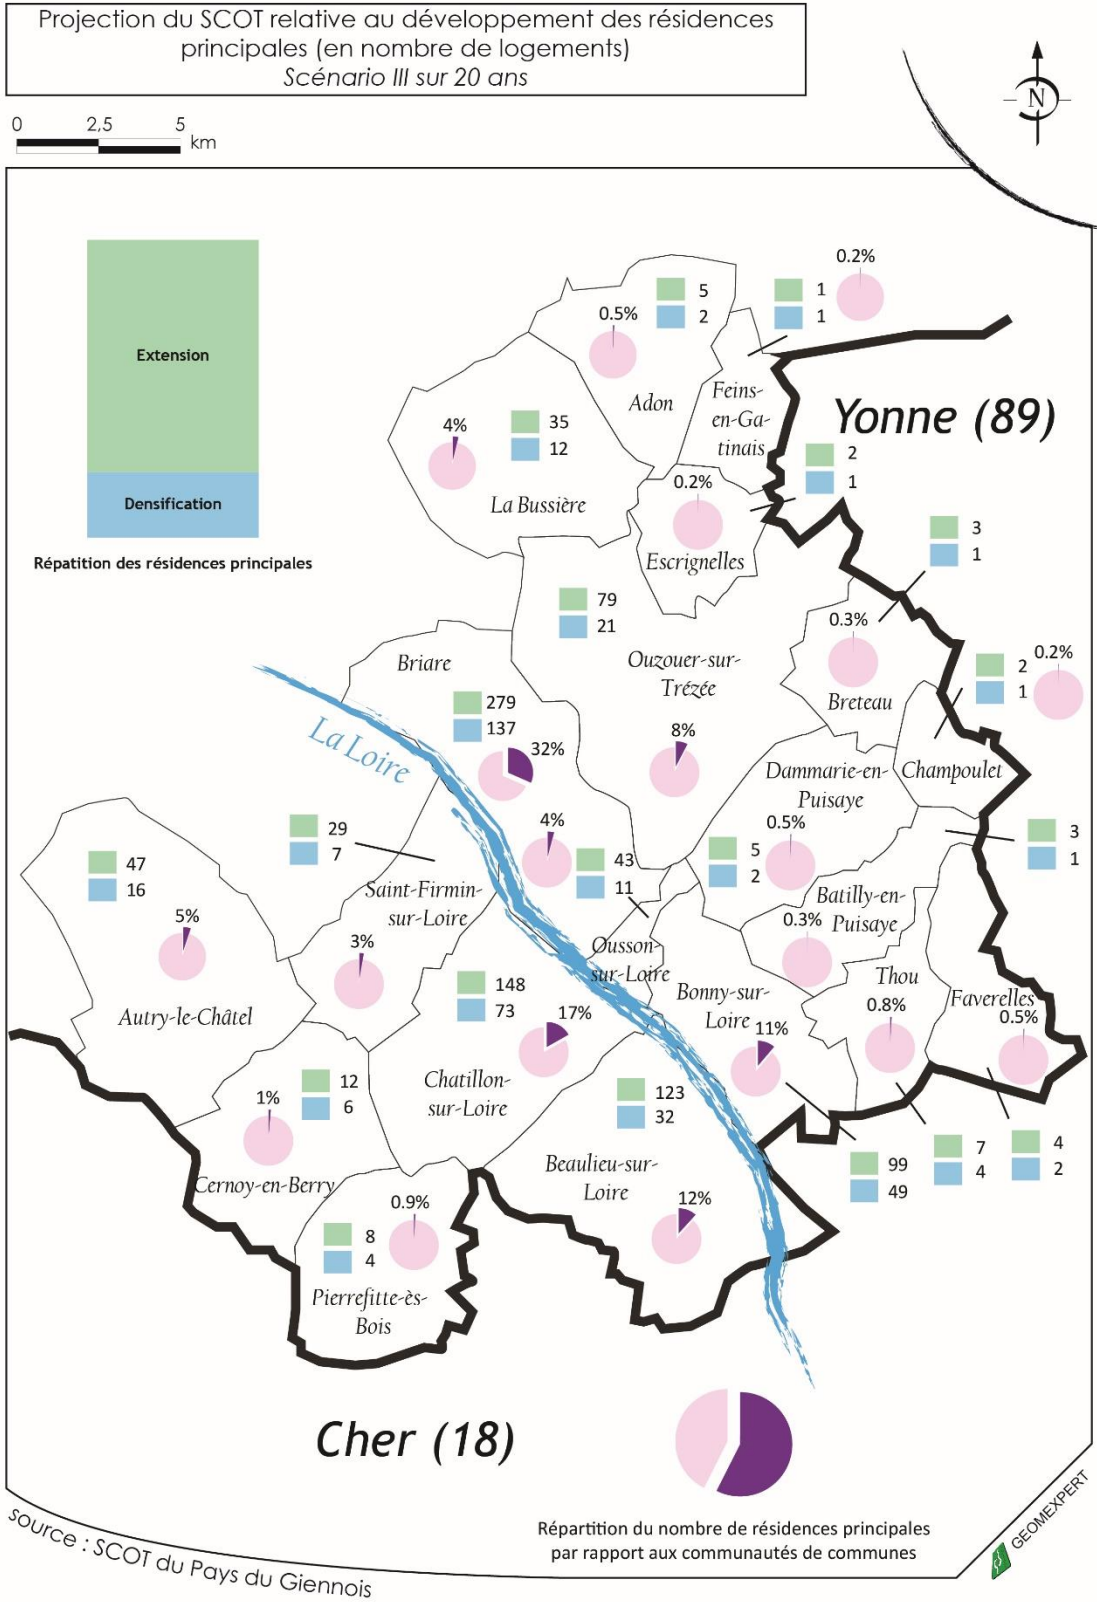 Projection du SCOT relative au développement des résidences
principales (en nombre de logements)
Scénario III sur 20 ans
0 2,5 5
km
N
Extension
Densification
Répatition des résidences principales
0.2%
1
1
5
2
0.5%
Adon
Feins-
en-Ga-
tinais
Yonne (89)
4%
35
12
La Bussière
2
1
0.2%
Escrignelles
3
1
79
21
0.3%
Breteau
Briare
Ouzouer-sur-
Trézée
2
1
0.2%
279
137
32%
8%
La Loire
Dammarie-en-
Puisaye
Champoulet
29
7
4%
43
11
5
2
0.5%
3
1
47
16
Saint-Firmin-
sur-Loire
Batilly-en-
Puisaye
5%
3%
0.3%
Ousson-
sur-Loire
Thou
Autry-le-Châtel
148
73
17%
Bonny-sur-
Loire
11%
0.8%
Faverelles
0.5%
12
6
1%
Chatillon-
sur-Loire
123
32
Cernoy-en-Berry
Beaulieu-sur-
Loire
99
49
7
4
4
2
0.9%
12%
8
4
Pierrefitte-ès-
Bois
Cher (18)
Répartition du nombre de résidences principales
par rapport aux communautés de communes
source : SCOT du Pays du Giennois
GEOMEXPERT